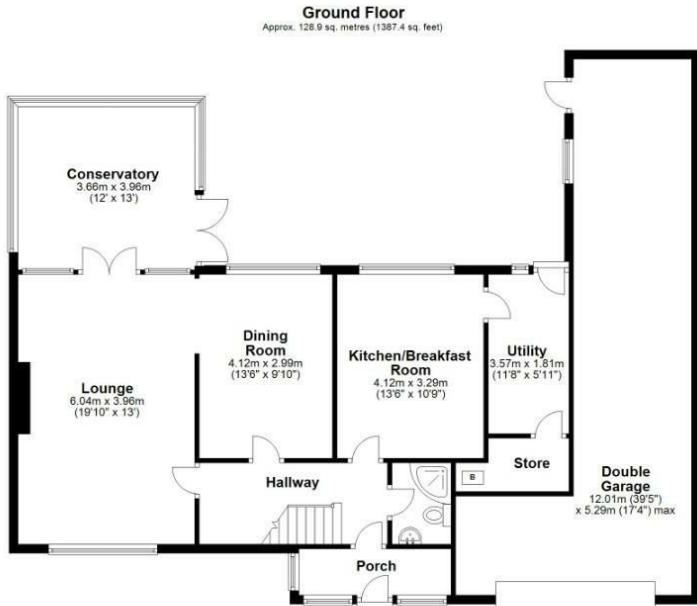 Ground Floor
Approx. 128.9 sq. metres (1387.4 sq. feet)
Conservatory
3.66m x 3.96m
(12' x 13')
Dining
Room
4.12m x 2.99m
(13'6" x 9'10")
Kitchen/Breakfast
Room
4.12m x 3.29m
(13'6" x 10'9")
Utility
3.57m x 1.81m
(11'8" x 5'11")
Lounge
6.04m x 3.96m
(19'10" x 13')
Store
B
Hallway
Double
Garage
12.01m (39'5")
x 5.29m (17'4") max
Porch